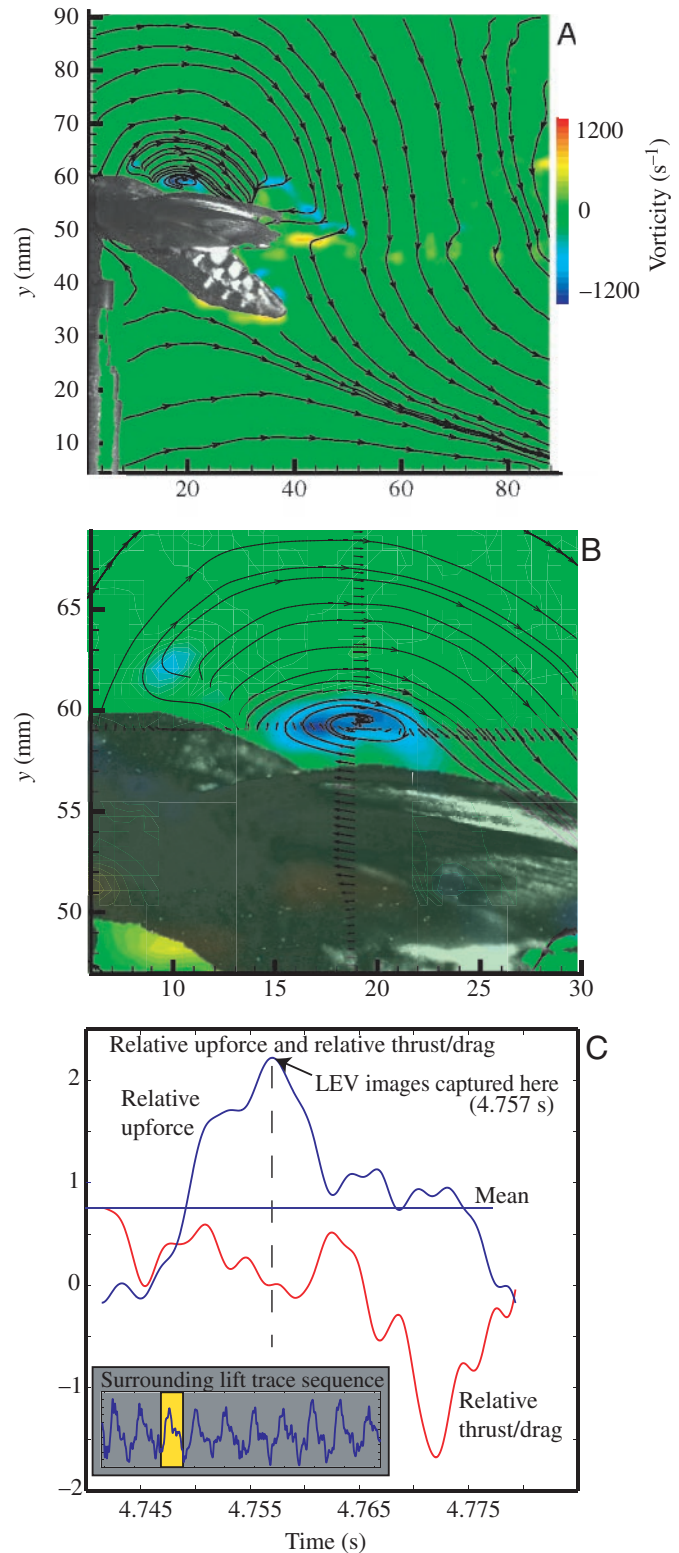 A
90
80
70
60
50
40
30
20
10
y (mm)
20 40 60 80
1200
0
−1200
Vorticity (s⁻¹)
B
65
60
55
50
y (mm)
10 15 20 25 30
C
Relative upforce and relative thrust/drag
LEV images captured here
(4.757 s)
Relative
upforce
Mean
2
1
0
−1
−2
Surrounding lift trace sequence
Relative
thrust/drag
4.745 4.755 4.765 4.775
Time (s)